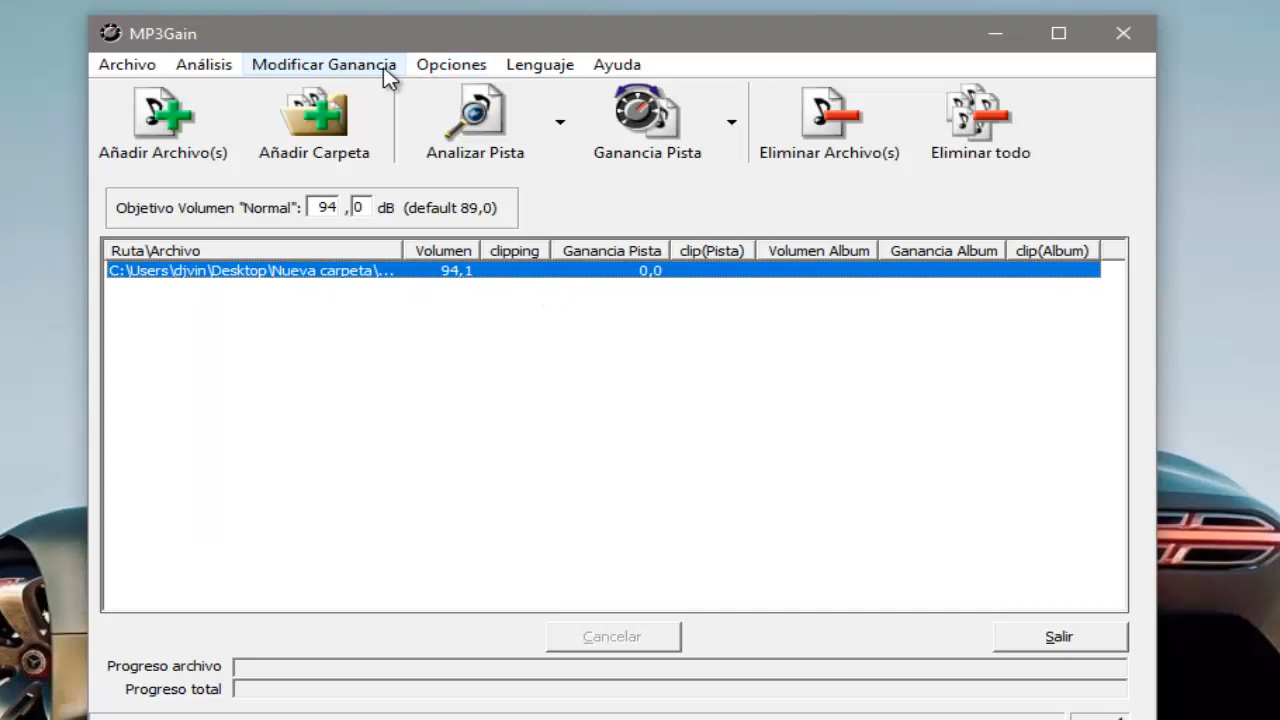 MP3Gain
Archivo Análisis Modificar Ganancia Opciones Lenguaje Ayuda
Añadir Archivo(s) Añadir Carpeta Analizar Pista Ganancia Pista Eliminar Archivo(s) Eliminar todo
Objetivo Volumen "Normal": 94 ,0 dB (default 89,0)
Ruta\Archivo Volumen clipping Ganancia Pista clip(Pista) Volumen Album Ganancia Album clip(Album)
C:\Users\djvin\Desktop\Nueva carpeta\... 94,1 0,0
Cancelar Salir
Progreso archivo
Progreso total